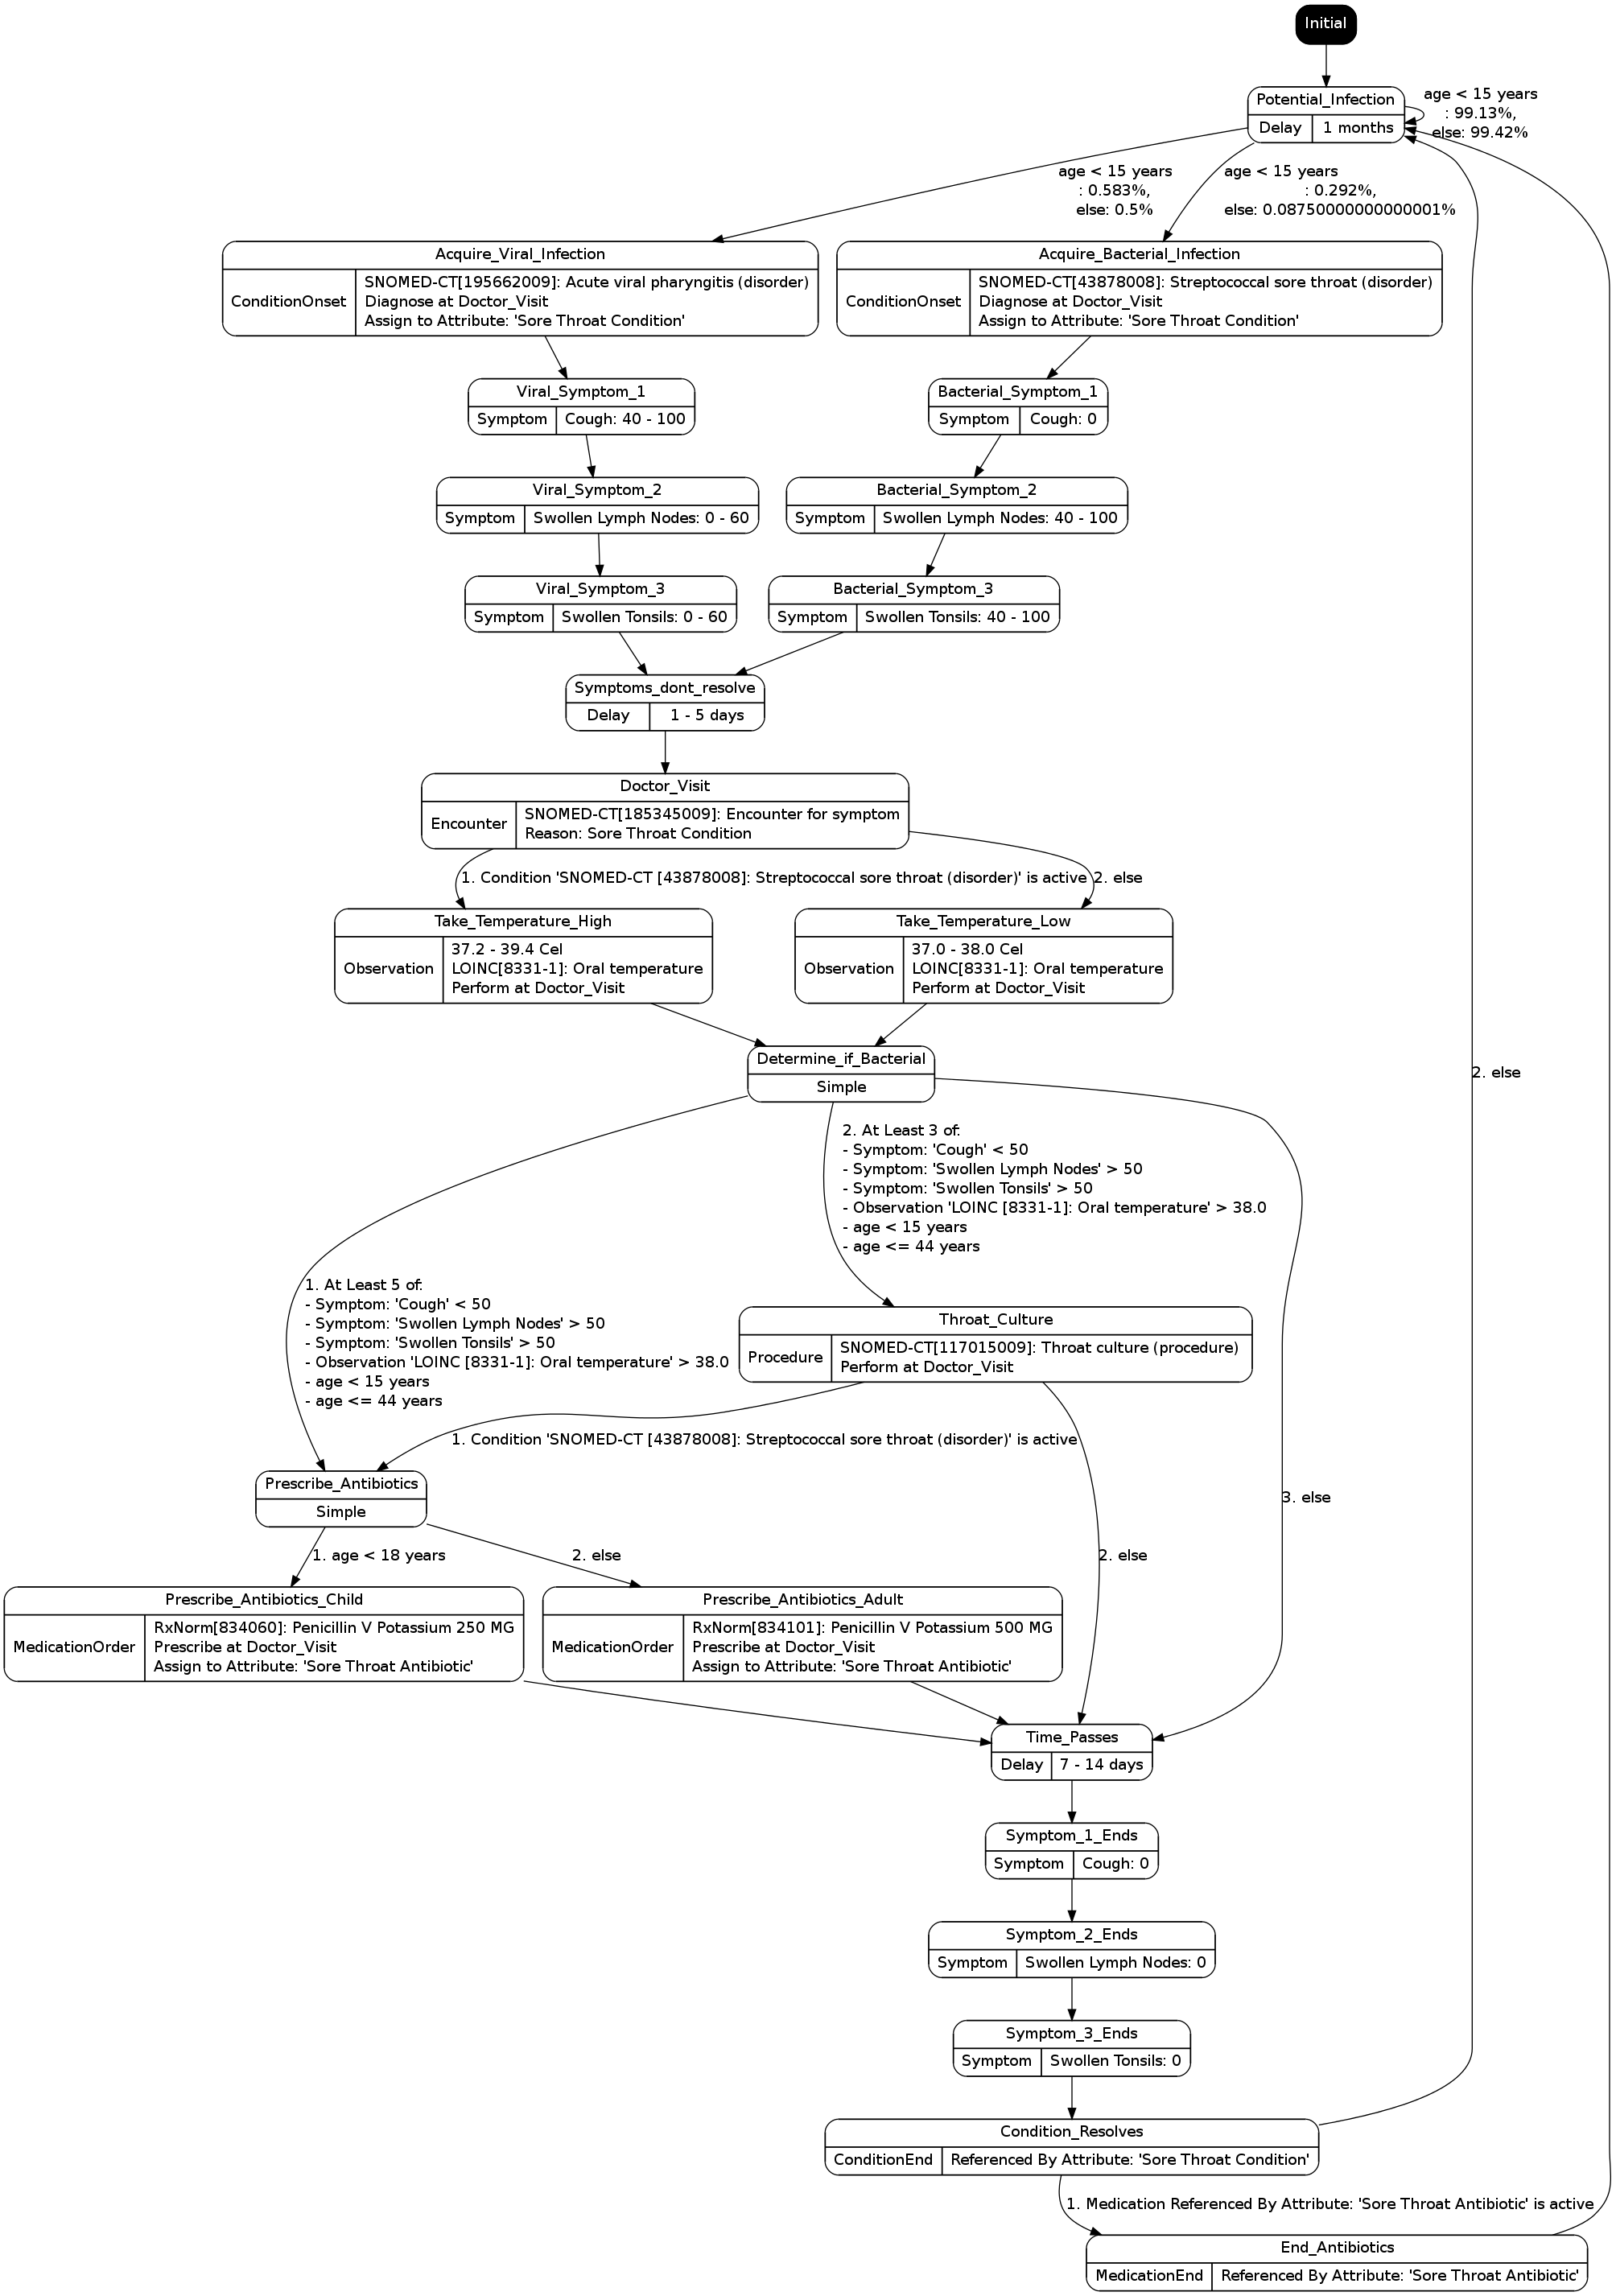 Initial
Potential_Infection
Delay
1 months
age < 15 years
: 99.13%,
else: 99.42%
age < 15 years
: 0.583%,
else: 0.5%
age < 15 years
: 0.292%,
else: 0.08750000000000001%
Acquire_Viral_Infection
ConditionOnset
SNOMED-CT[195662009]: Acute viral pharyngitis (disorder)
Diagnose at Doctor_Visit
Assign to Attribute: 'Sore Throat Condition'
Acquire_Bacterial_Infection
ConditionOnset
SNOMED-CT[43878008]: Streptococcal sore throat (disorder)
Diagnose at Doctor_Visit
Assign to Attribute: 'Sore Throat Condition'
Viral_Symptom_1
Symptom
Cough: 40 - 100
Bacterial_Symptom_1
Symptom
Cough: 0
Viral_Symptom_2
Symptom
Swollen Lymph Nodes: 0 - 60
Bacterial_Symptom_2
Symptom
Swollen Lymph Nodes: 40 - 100
Viral_Symptom_3
Symptom
Swollen Tonsils: 0 - 60
Bacterial_Symptom_3
Symptom
Swollen Tonsils: 40 - 100
Symptoms_dont_resolve
Delay
1 - 5 days
Doctor_Visit
Encounter
SNOMED-CT[185345009]: Encounter for symptom
Reason: Sore Throat Condition
1. Condition 'SNOMED-CT [43878008]: Streptococcal sore throat (disorder)' is active
2. else
Take_Temperature_High
Observation
37.2 - 39.4 Cel
LOINC[8331-1]: Oral temperature
Perform at Doctor_Visit
Take_Temperature_Low
Observation
37.0 - 38.0 Cel
LOINC[8331-1]: Oral temperature
Perform at Doctor_Visit
Determine_if_Bacterial
Simple
2. else
2. At Least 3 of:
- Symptom: 'Cough' < 50
- Symptom: 'Swollen Lymph Nodes' > 50
- Symptom: 'Swollen Tonsils' > 50
- Observation 'LOINC [8331-1]: Oral temperature' > 38.0
- age < 15 years
- age <= 44 years
1. At Least 5 of:
- Symptom: 'Cough' < 50
- Symptom: 'Swollen Lymph Nodes' > 50
- Symptom: 'Swollen Tonsils' > 50
- Observation 'LOINC [8331-1]: Oral temperature' > 38.0
- age < 15 years
- age <= 44 years
Throat_Culture
Procedure
SNOMED-CT[117015009]: Throat culture (procedure)
Perform at Doctor_Visit
1. Condition 'SNOMED-CT [43878008]: Streptococcal sore throat (disorder)' is active
Prescribe_Antibiotics
Simple
3. else
1. age < 18 years
2. else
2. else
Prescribe_Antibiotics_Child
MedicationOrder
RxNorm[834060]: Penicillin V Potassium 250 MG
Prescribe at Doctor_Visit
Assign to Attribute: 'Sore Throat Antibiotic'
Prescribe_Antibiotics_Adult
MedicationOrder
RxNorm[834101]: Penicillin V Potassium 500 MG
Prescribe at Doctor_Visit
Assign to Attribute: 'Sore Throat Antibiotic'
Time_Passes
Delay
7 - 14 days
Symptom_1_Ends
Symptom
Cough: 0
Symptom_2_Ends
Symptom
Swollen Lymph Nodes: 0
Symptom_3_Ends
Symptom
Swollen Tonsils: 0
Condition_Resolves
ConditionEnd
Referenced By Attribute: 'Sore Throat Condition'
1. Medication Referenced By Attribute: 'Sore Throat Antibiotic' is active
End_Antibiotics
MedicationEnd
Referenced By Attribute: 'Sore Throat Antibiotic'